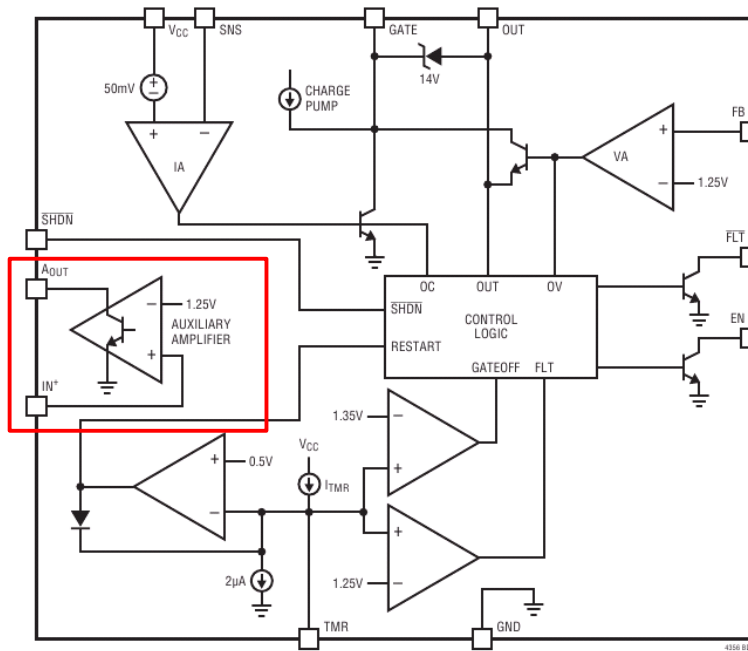 VCC SNS GATE OUT
50mV
+
−
+ −
IA
CHARGE
PUMP
14V
VA
+
−
1.25V
FB
SHDN
AOUT
− 1.25V
AUXILIARY
AMPLIFIER
+
IN+
OC OUT OV
SHDN
CONTROL
LOGIC
RESTART
GATEOFF FLT
FLT
EN
1.35V −
+
VCC
ITMR
+ 0.5V
−
2µA
+
1.25V −
TMR GND